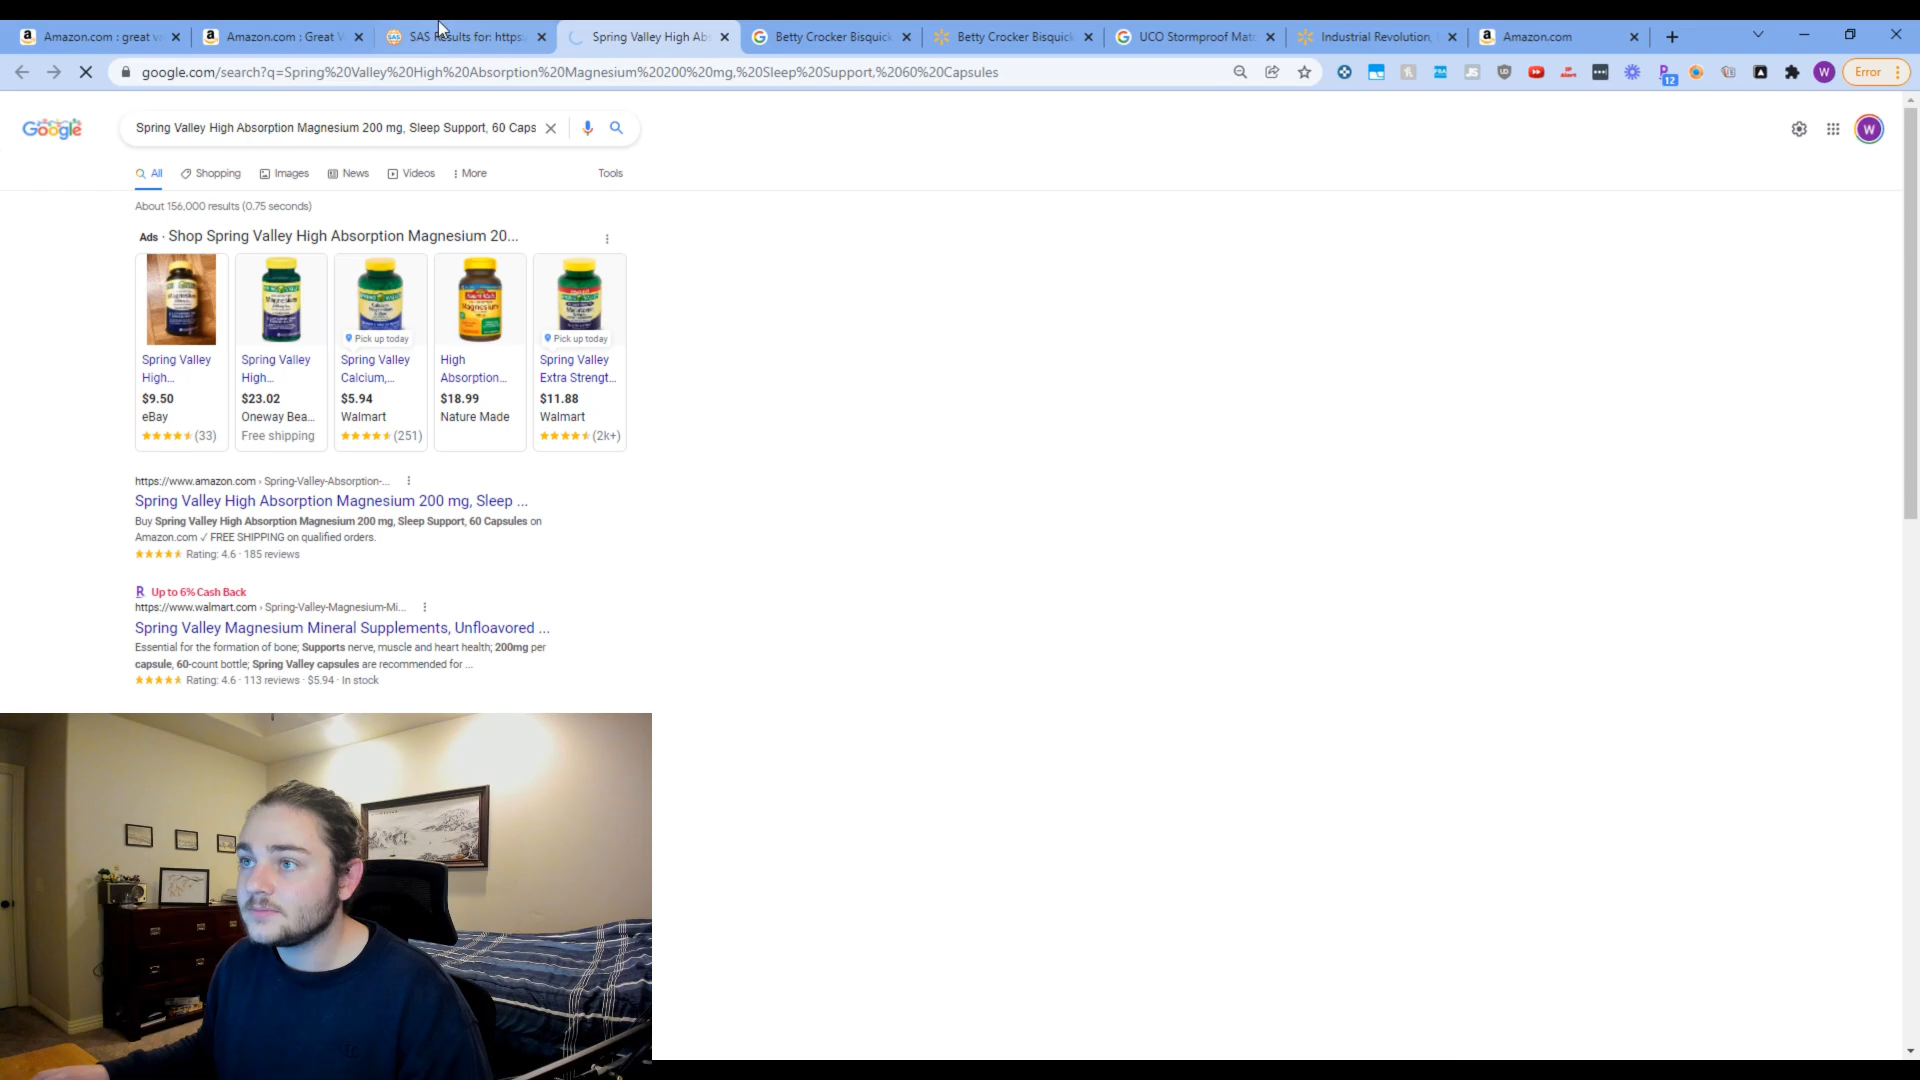 Amazon.com : great va
Amazon.com : Great V
SAS Results for: https:
Spring Valley High Abs
Betty Crocker Bisquick
Betty Crocker Bisquick
UCO Stormproof Matc
Industrial Revolution,
Amazon.com
google.com/search?q=Spring%20Valley%20High%20Absorption%20Magnesium%20200%20mg,%20Sleep%20Support,%2060%20Capsules
12
W
Error
Google
Spring Valley High Absorption Magnesium 200 mg, Sleep Support, 60 Caps
W
All
Shopping
Images
News
Videos
More
Tools
About 156,000 results (0.75 seconds)
Ads · Shop Spring Valley High Absorption Magnesium 20...
Pick up today
Pick up today
Spring Valley High...
$9.50
eBay
(33)
Spring Valley High...
$23.02
Oneway Bea...
Free shipping
Spring Valley Calcium,...
$5.94
Walmart
(251)
High Absorption...
$18.99
Nature Made
Spring Valley Extra Strengt...
$11.88
Walmart
(2k+)
https://www.amazon.com › Spring-Valley-Absorption-...
Spring Valley High Absorption Magnesium 200 mg, Sleep ...
Buy Spring Valley High Absorption Magnesium 200 mg, Sleep Support, 60 Capsules on
Amazon.com ✓ FREE SHIPPING on qualified orders.
Rating: 4.6 · 185 reviews
R Up to 6% Cash Back
https://www.walmart.com › Spring-Valley-Magnesium-Mi...
Spring Valley Magnesium Mineral Supplements, Unfloavored ...
Essential for the formation of bone; Supports nerve, muscle and heart health; 200mg per
capsule, 60-count bottle; Spring Valley capsules are recommended for ...
Rating: 4.6 · 113 reviews · $5.94 · In stock